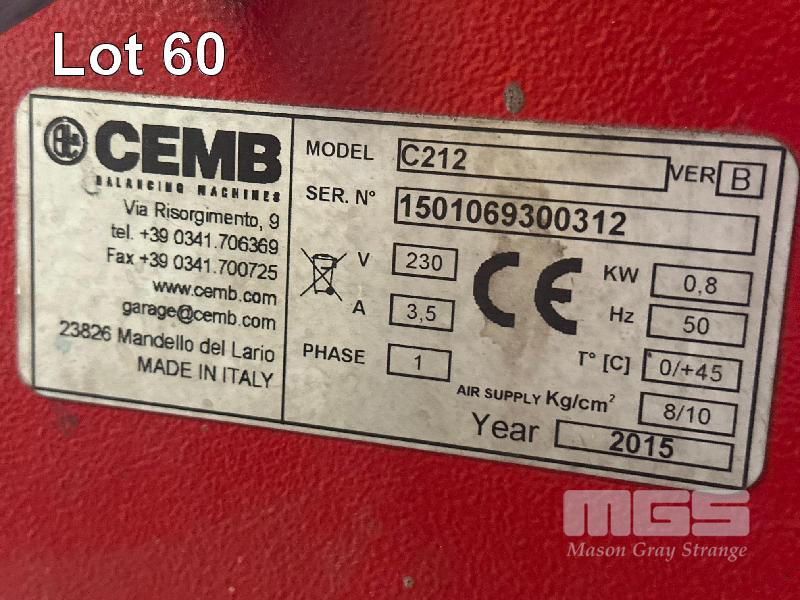 Lot 60
CEMB
BALANCING MACHINES
Via Risorgimento, 9
tel. +39 0341.706369
Fax +39 0341.700725
www.cemb.com
garage@cemb.com
23826 Mandello del Lario
MADE IN ITALY
MODEL C212 VER B
SER. N° 1501069300312
V 230 CE KW 0,8
A 3,5 Hz 50
PHASE 1 T° [C] 0/+45
AIR SUPPLY Kg/cm² 8/10
Year 2015
MGS
Mason Gray Strange